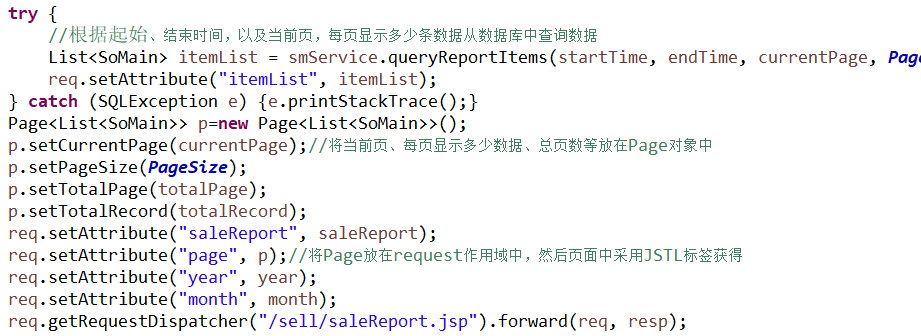 try {
//根据起始、结束时间，以及当前页，每页显示多少条数据从数据库中查询数据
List<SoMain> itemList = smService.queryReportItems(startTime, endTime, currentPage, Pag
req.setAttribute("itemList", itemList);
} catch (SQLException e) {e.printStackTrace();}
Page<List<SoMain>> p=new Page<List<SoMain>>();
p.setCurrentPage(currentPage);//将当前页、每页显示多少数据、总页数等放在Page对象中
p.setPageSize(PageSize);
p.setTotalPage(totalPage);
p.setTotalRecord(totalRecord);
req.setAttribute("saleReport", saleReport);
req.setAttribute("page", p);//将Page放在request作用域中，然后页面中采用JSTL标签获得
req.setAttribute("year", year);
req.setAttribute("month", month);
req.getRequestDispatcher("/sell/saleReport.jsp").forward(req, resp);